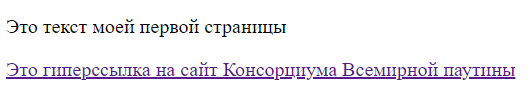 Это текст моей первой страницы
Это гиперссылка на сайт Консорциума Всемирной паутины